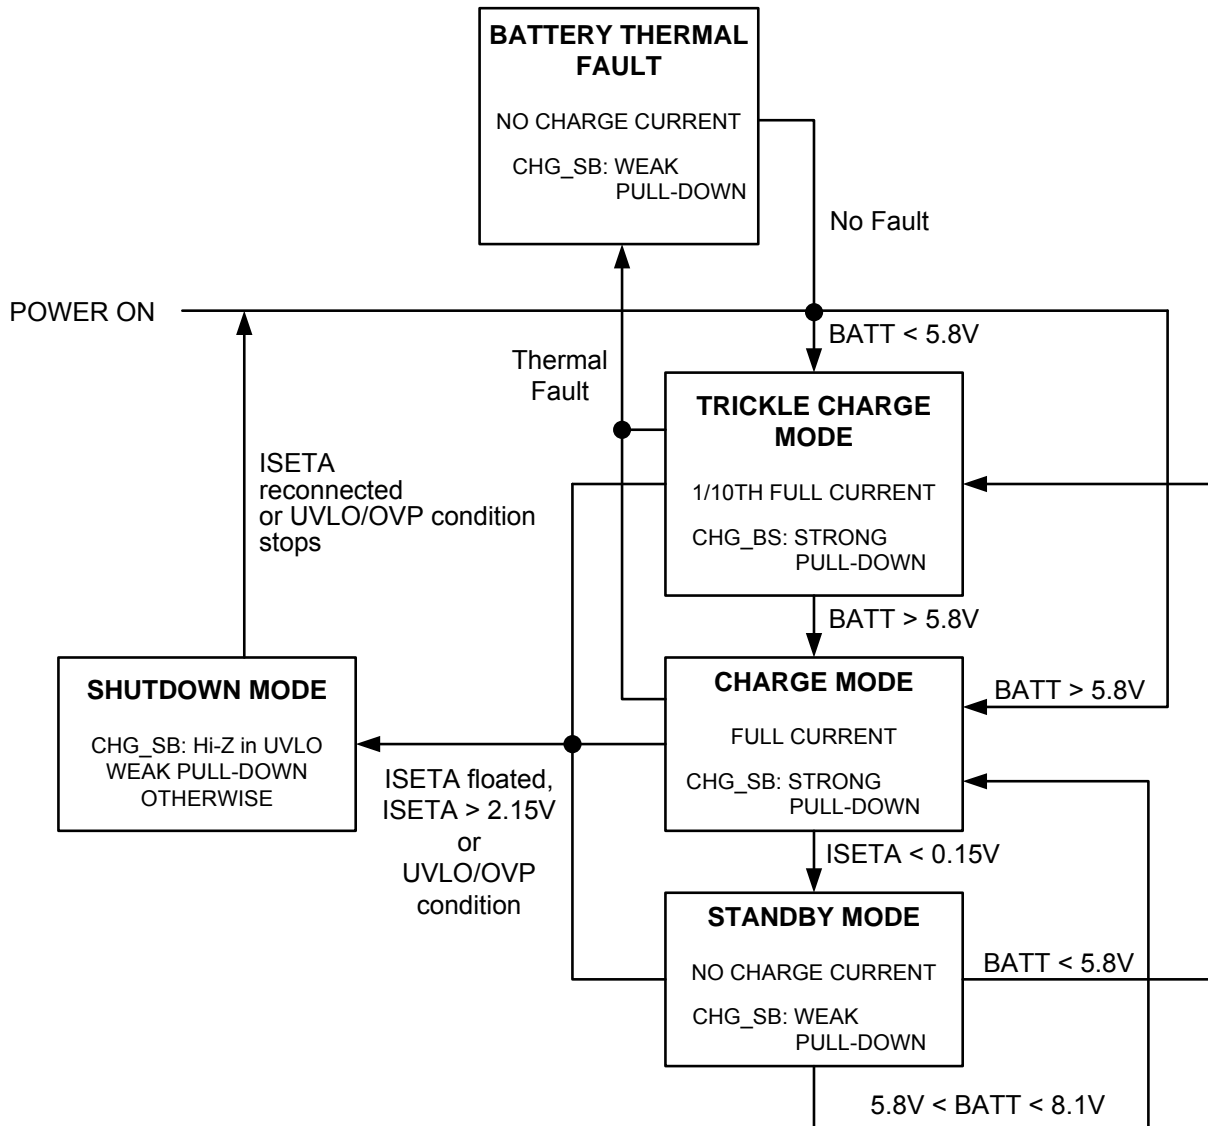 BATTERY THERMAL
FAULT
NO CHARGE CURRENT
CHG_SB: WEAK
PULL-DOWN
No Fault
POWER ON
BATT < 5.8V
Thermal
Fault
TRICKLE CHARGE
MODE
1/10TH FULL CURRENT
CHG_BS: STRONG
PULL-DOWN
ISETA
reconnected
or UVLO/OVP condition
stops
BATT > 5.8V
SHUTDOWN MODE
CHG_SB: Hi-Z in UVLO
WEAK PULL-DOWN
OTHERWISE
CHARGE MODE
FULL CURRENT
CHG_SB: STRONG
PULL-DOWN
BATT > 5.8V
ISETA floated,
ISETA > 2.15V
or
UVLO/OVP
condition
ISETA < 0.15V
STANDBY MODE
NO CHARGE CURRENT
CHG_SB: WEAK
PULL-DOWN
BATT < 5.8V
5.8V < BATT < 8.1V